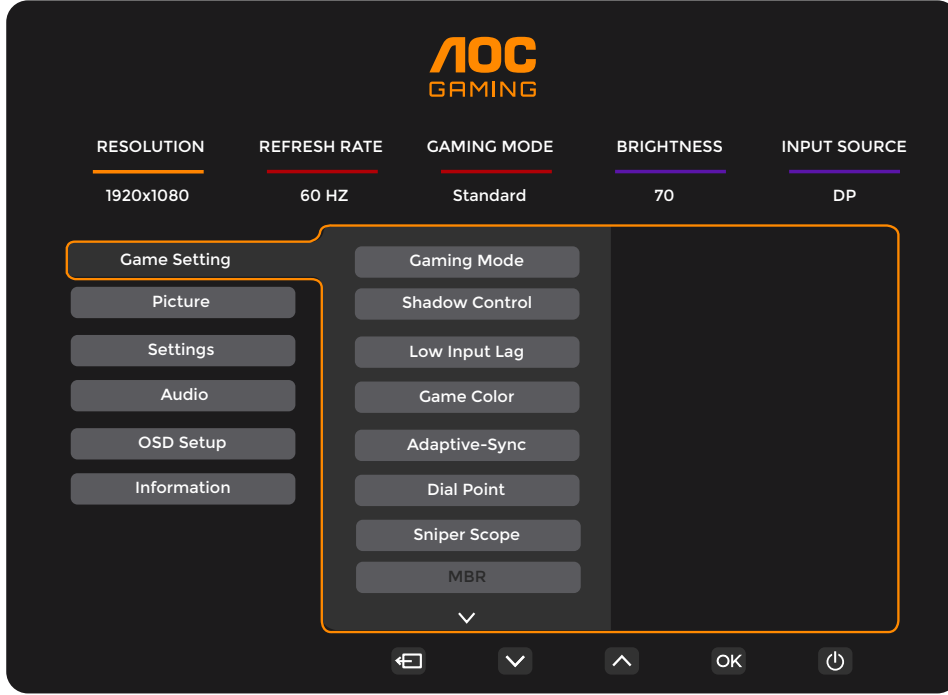 AOC
GAMING
RESOLUTION REFRESH RATE GAMING MODE BRIGHTNESS INPUT SOURCE
1920x1080 60 HZ Standard 70 DP
Game Setting
Picture
Settings
Audio
OSD Setup
Information
Gaming Mode
Shadow Control
Low Input Lag
Game Color
Adaptive-Sync
Dial Point
Sniper Scope
MBR
OK